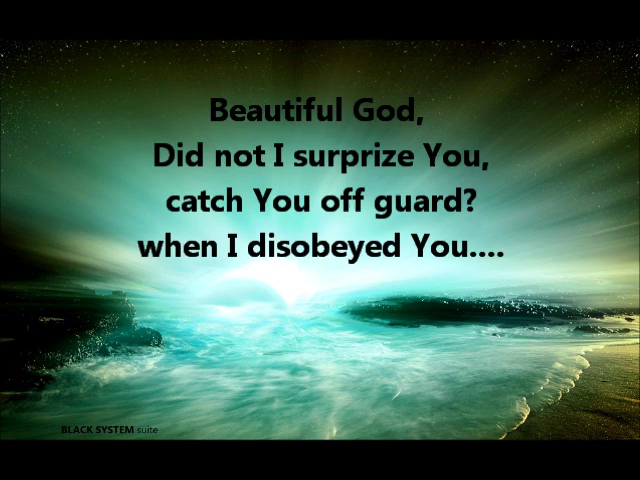 Beautiful God,
Did not I surprize You,
catch You off guard?
when I disobeyed You....
BLACK SYSTEM suite